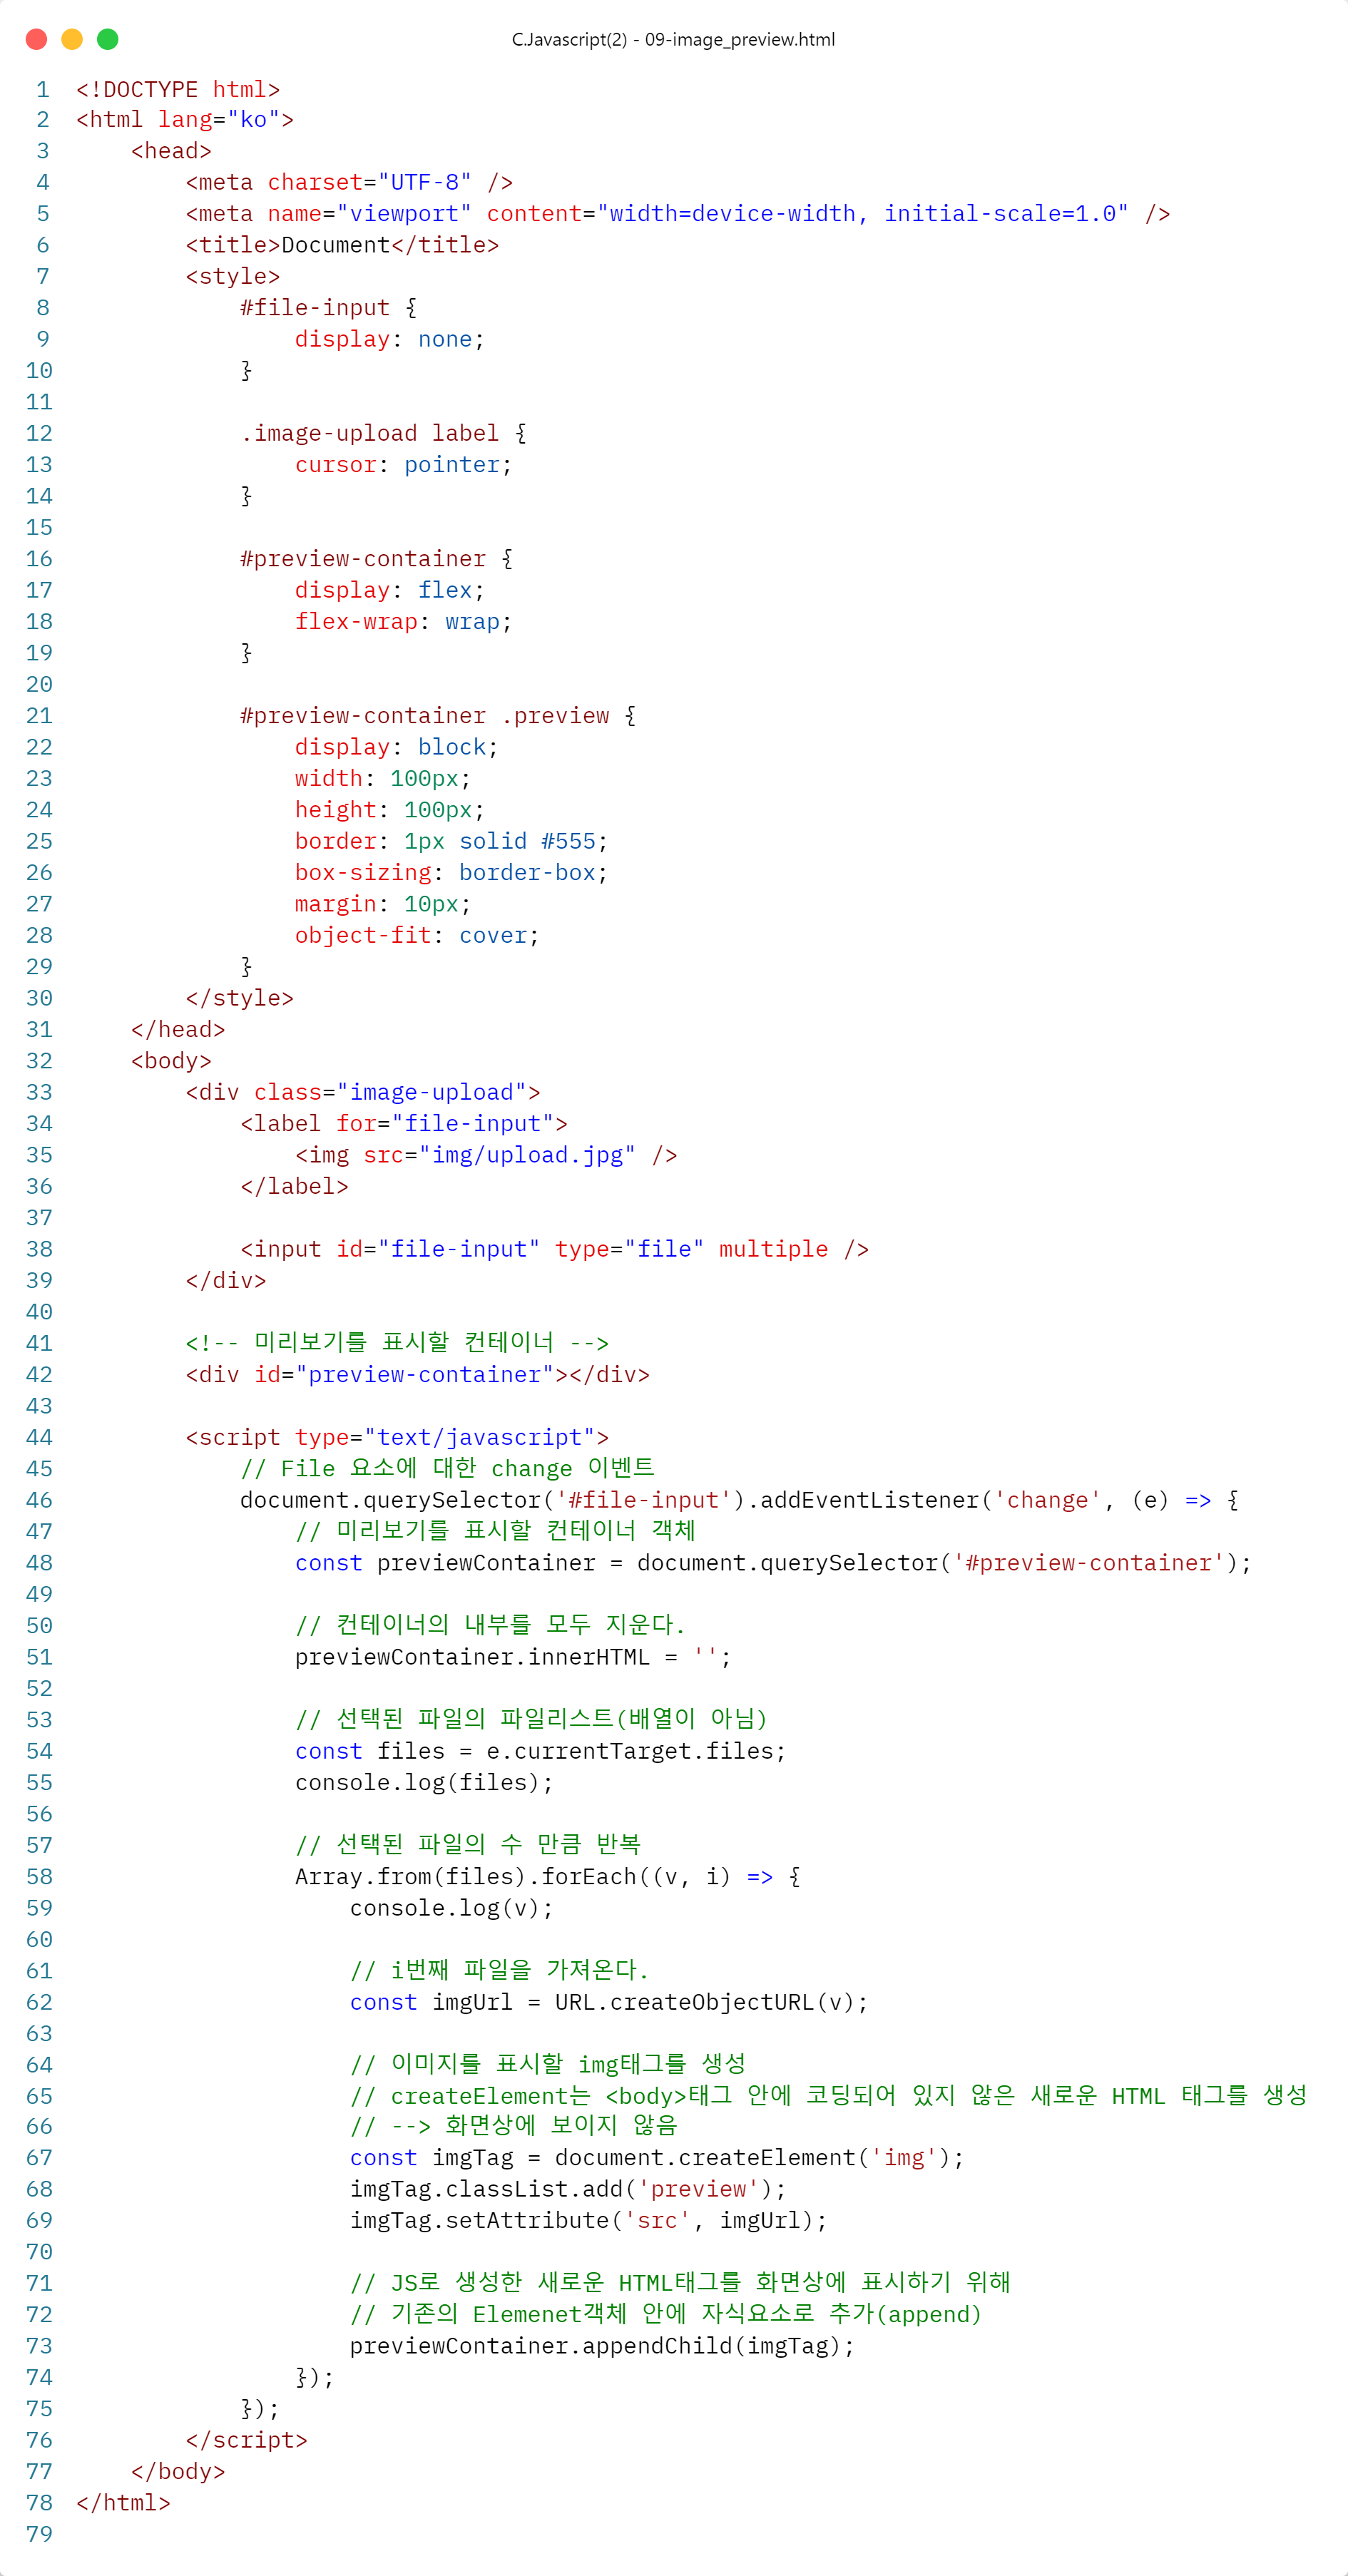 C.Javascript(2) - 09-image_preview.html
1 <!DOCTYPE html>
2 <html lang="ko">
3     <head>
4         <meta charset="UTF-8" />
5         <meta name="viewport" content="width=device-width, initial-scale=1.0" />
6         <title>Document</title>
7         <style>
8             #file-input {
9                 display: none;
10             }
11
12             .image-upload label {
13                 cursor: pointer;
14             }
15
16             #preview-container {
17                 display: flex;
18                 flex-wrap: wrap;
19             }
20
21             #preview-container .preview {
22                 display: block;
23                 width: 100px;
24                 height: 100px;
25                 border: 1px solid #555;
26                 box-sizing: border-box;
27                 margin: 10px;
28                 object-fit: cover;
29             }
30         </style>
31     </head>
32     <body>
33         <div class="image-upload">
34             <label for="file-input">
35                 <img src="img/upload.jpg" />
36             </label>
37
38             <input id="file-input" type="file" multiple />
39         </div>
40
41         <!-- 미리보기를 표시할 컨테이너 -->
42         <div id="preview-container"></div>
43
44         <script type="text/javascript">
45             // File 요소에 대한 change 이벤트
46             document.querySelector('#file-input').addEventListener('change', (e) => {
47                 // 미리보기를 표시할 컨테이너 객체
48                 const previewContainer = document.querySelector('#preview-container');
49
50                 // 컨테이너의 내부를 모두 지운다.
51                 previewContainer.innerHTML = '';
52
53                 // 선택된 파일의 파일리스트(배열이 아님)
54                 const files = e.currentTarget.files;
55                 console.log(files);
56
57                 // 선택된 파일의 수 만큼 반복
58                 Array.from(files).forEach((v, i) => {
59                     console.log(v);
60
61                     // i번째 파일을 가져온다.
62                     const imgUrl = URL.createObjectURL(v);
63
64                     // 이미지를 표시할 img태그를 생성
65                     // createElement는 <body>태그 안에 코딩되어 있지 않은 새로운 HTML 태그를 생성
66                     // --> 화면상에 보이지 않음
67                     const imgTag = document.createElement('img');
68                     imgTag.classList.add('preview');
69                     imgTag.setAttribute('src', imgUrl);
70
71                     // JS로 생성한 새로운 HTML태그를 화면상에 표시하기 위해
72                     // 기존의 Elemenet객체 안에 자식요소로 추가(append)
73                     previewContainer.appendChild(imgTag);
74                 });
75             });
76         </script>
77     </body>
78 </html>
79